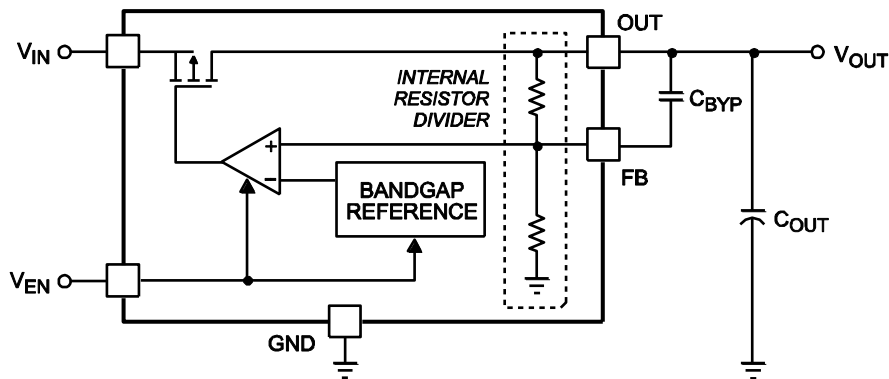 OUT
VIN
VOUT
INTERNAL
RESISTOR
DIVIDER
CBYP
+
−
FB
BANDGAP
REFERENCE
COUT
VEN
GND